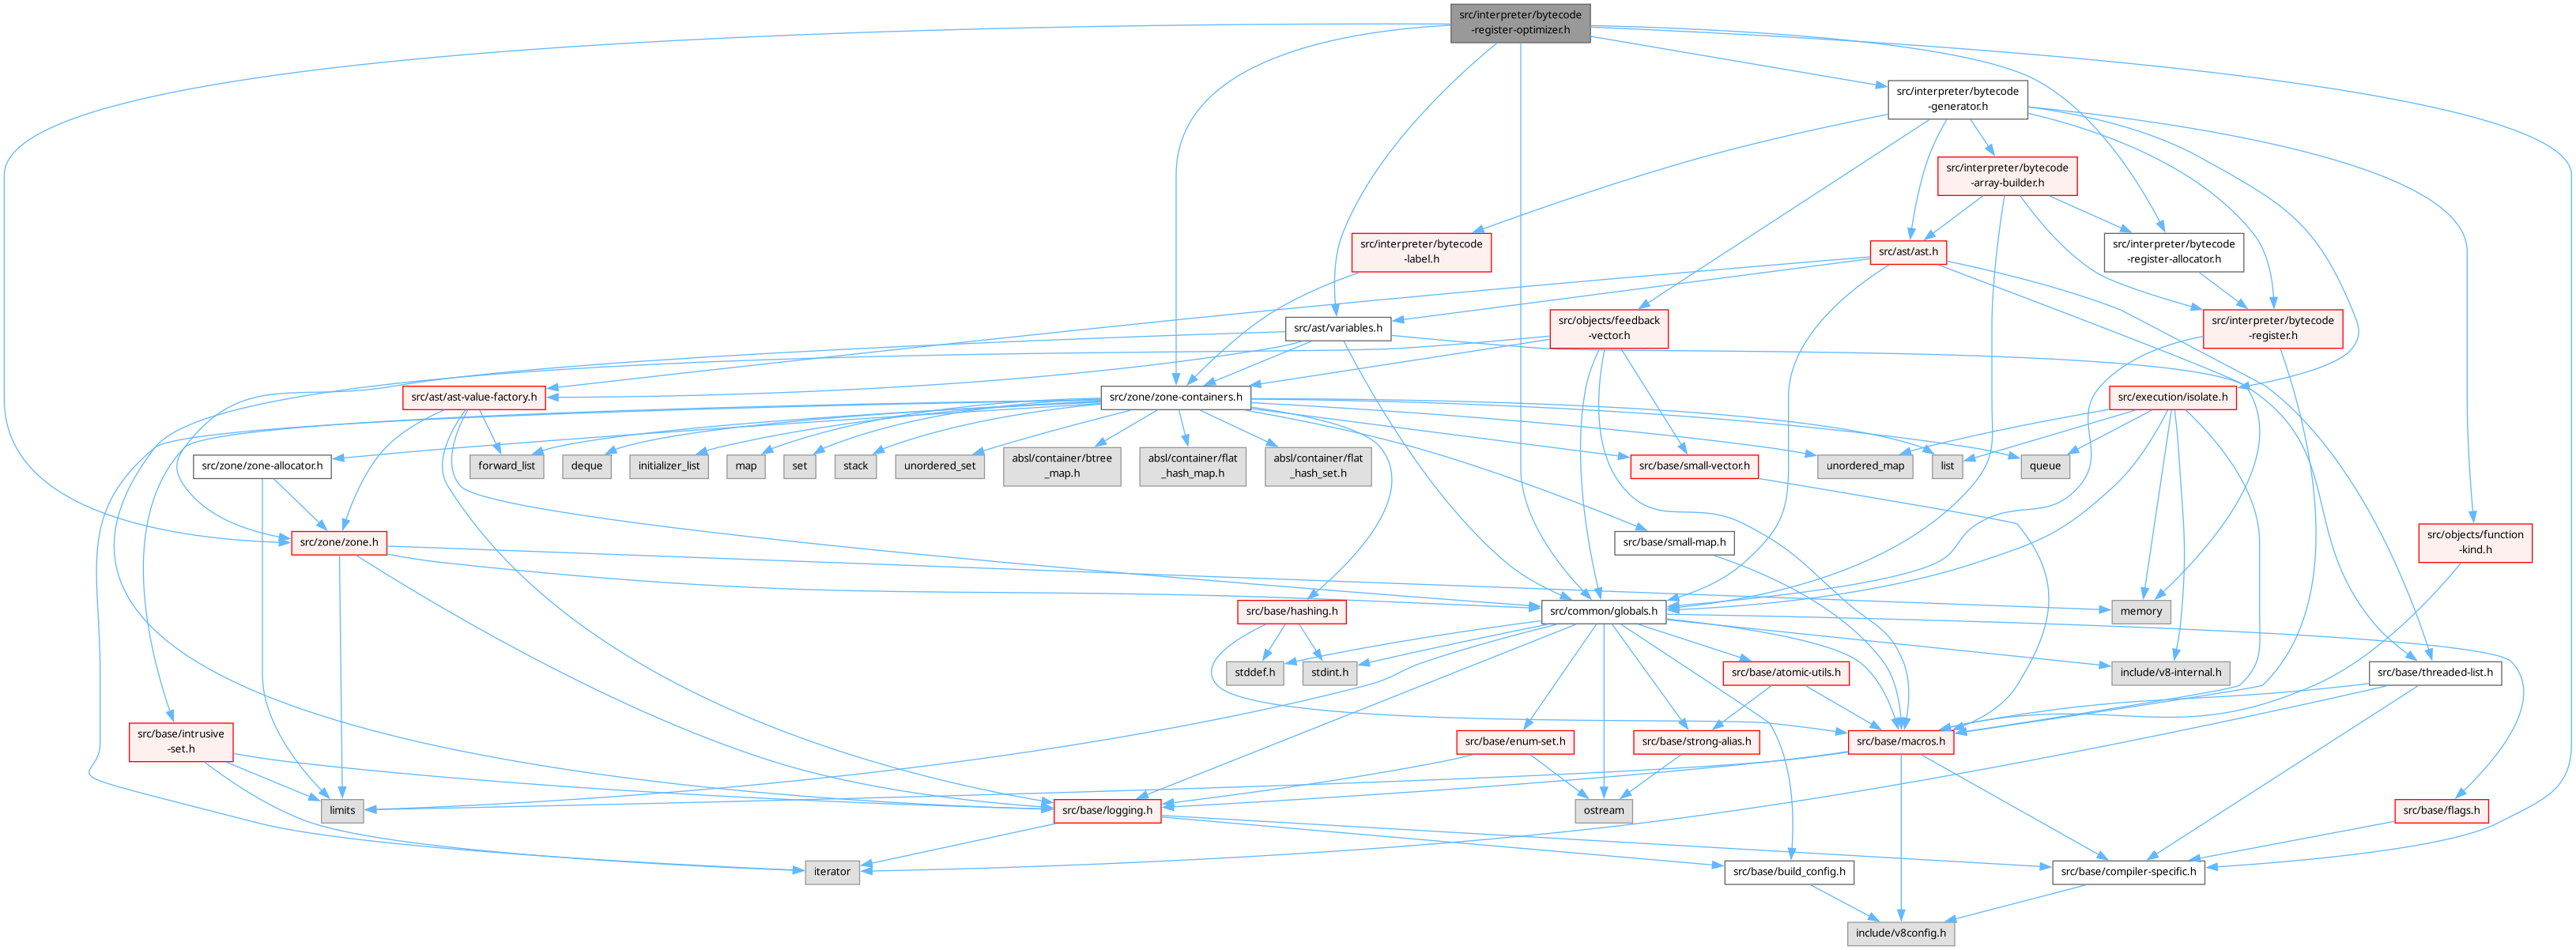 src/interpreter/bytecode
-register-optimizer.h
src/interpreter/bytecode
-generator.h
src/interpreter/bytecode
-array-builder.h
src/interpreter/bytecode
-label.h
src/ast/ast.h
src/interpreter/bytecode
-register-allocator.h
src/ast/variables.h
src/objects/feedback
-vector.h
src/interpreter/bytecode
-register.h
src/ast/ast-value-factory.h
src/zone/zone-containers.h
src/execution/isolate.h
src/zone/zone-allocator.h
forward_list
deque
initializer_list
map
set
stack
unordered_set
absl/container/btree
_map.h
absl/container/flat
_hash_map.h
absl/container/flat
_hash_set.h
src/base/small-vector.h
unordered_map
list
queue
src/zone/zone.h
src/base/small-map.h
src/objects/function
-kind.h
src/base/hashing.h
src/common/globals.h
memory
stddef.h
stdint.h
src/base/atomic-utils.h
include/v8-internal.h
src/base/threaded-list.h
src/base/intrusive
-set.h
src/base/enum-set.h
src/base/strong-alias.h
src/base/macros.h
limits
src/base/logging.h
ostream
src/base/flags.h
iterator
src/base/build_config.h
src/base/compiler-specific.h
include/v8config.h